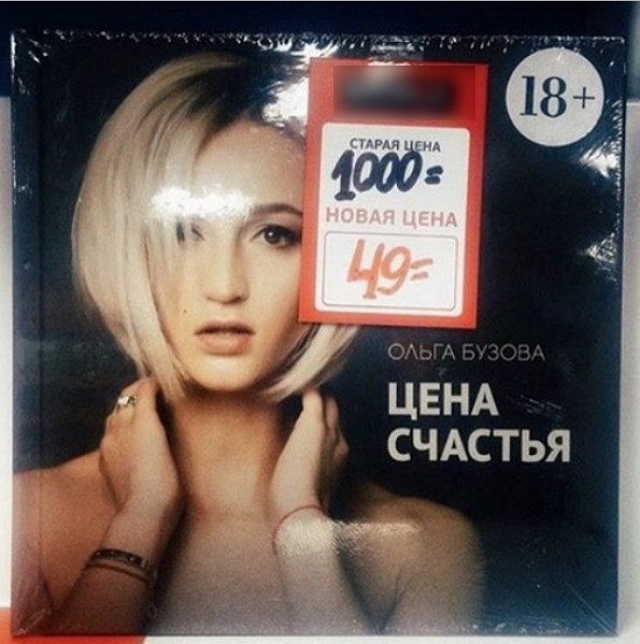 18+
СТАРАЯ ЦЕНА
1000=
НОВАЯ ЦЕНА
49=
ОЛЬГА БУЗОВА
ЦЕНА
СЧАСТЬЯ